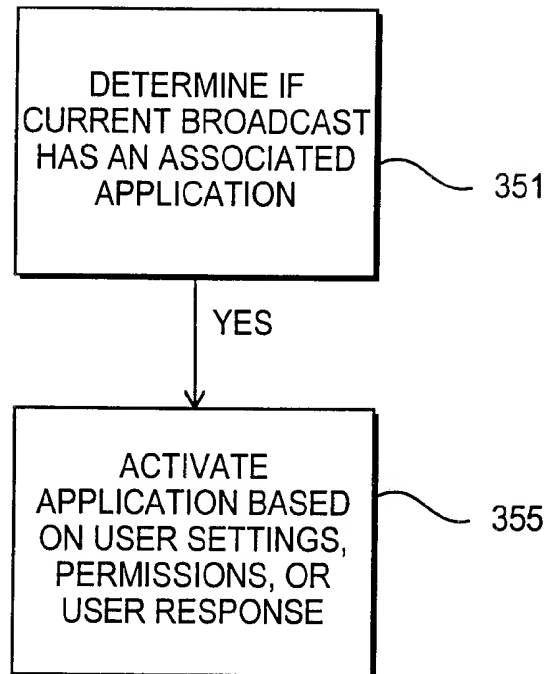 DETERMINE IF
CURRENT BROADCAST
HAS AN ASSOCIATED
APPLICATION
351
YES
ACTIVATE
APPLICATION BASED
ON USER SETTINGS,
PERMISSIONS, OR
USER RESPONSE
355